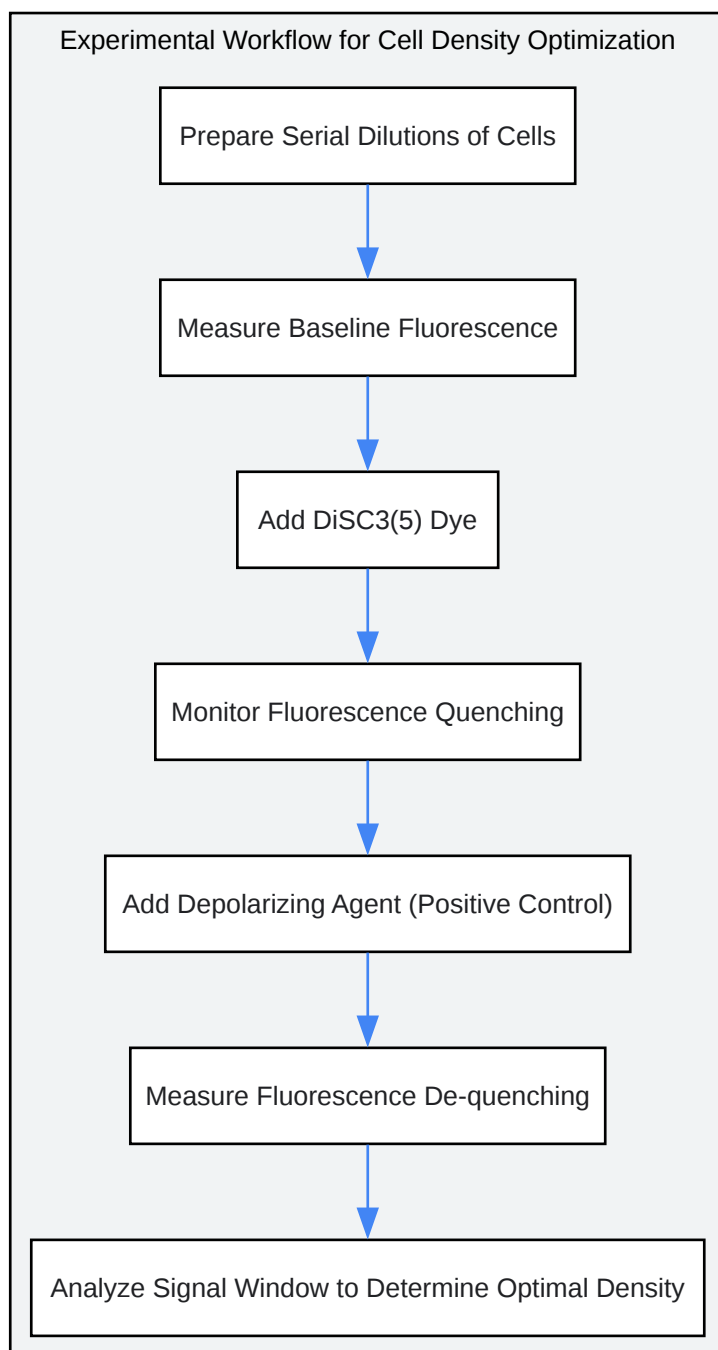 Experimental Workflow for Cell Density Optimization
Prepare Serial Dilutions of Cells
Measure Baseline Fluorescence
Add DiSC3(5) Dye
Monitor Fluorescence Quenching
Add Depolarizing Agent (Positive Control)
Measure Fluorescence De-quenching
Analyze Signal Window to Determine Optimal Density